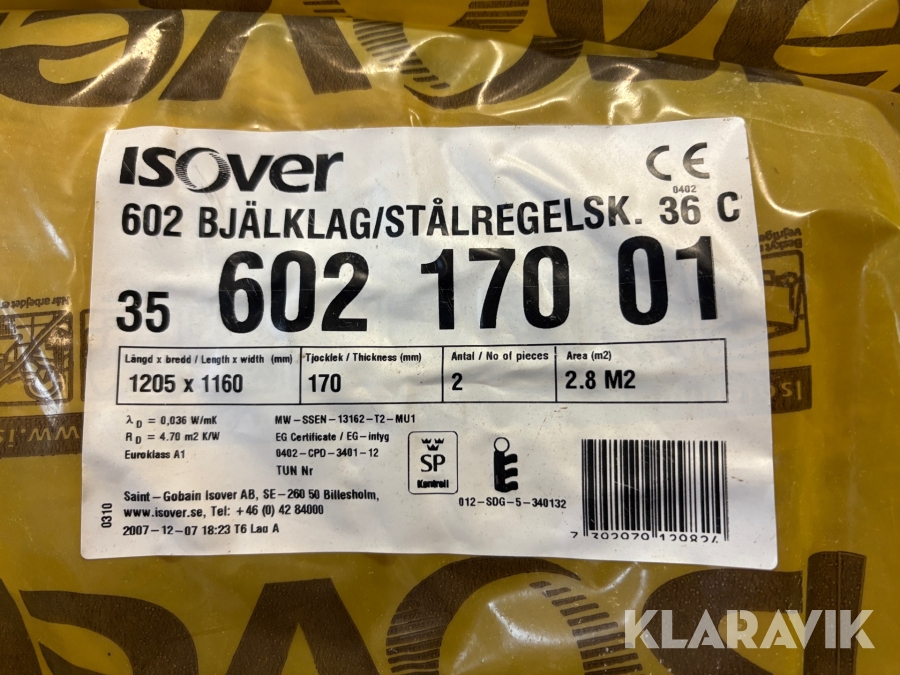 ISOver
CE
0402
602 BJÄLKLAG/STÅLREGELSK. 36 C
35 602 170 01
Längd x bredd / Length x width (mm) Tjocklek / Thickness (mm) Antal / No of pieces Area (m2)
1205 x 1160 170 2 2.8 M2
λ D = 0,036 W/mK MW-SSEN-13162-T2-MU1
R D = 4.70 m2 K/W EG Certificate / EG-intyg
Euroklass A1 0402-CPD-3401-12
TUN Nr
SP
Kontroll
012-SDG-5-340132
Saint-Gobain Isover AB, SE-260 50 Billesholm,
www.isover.se, Tel: +46 (0) 42 84000
2007-12-07 18:23 T6 Lag A
0310
KLARAVIK